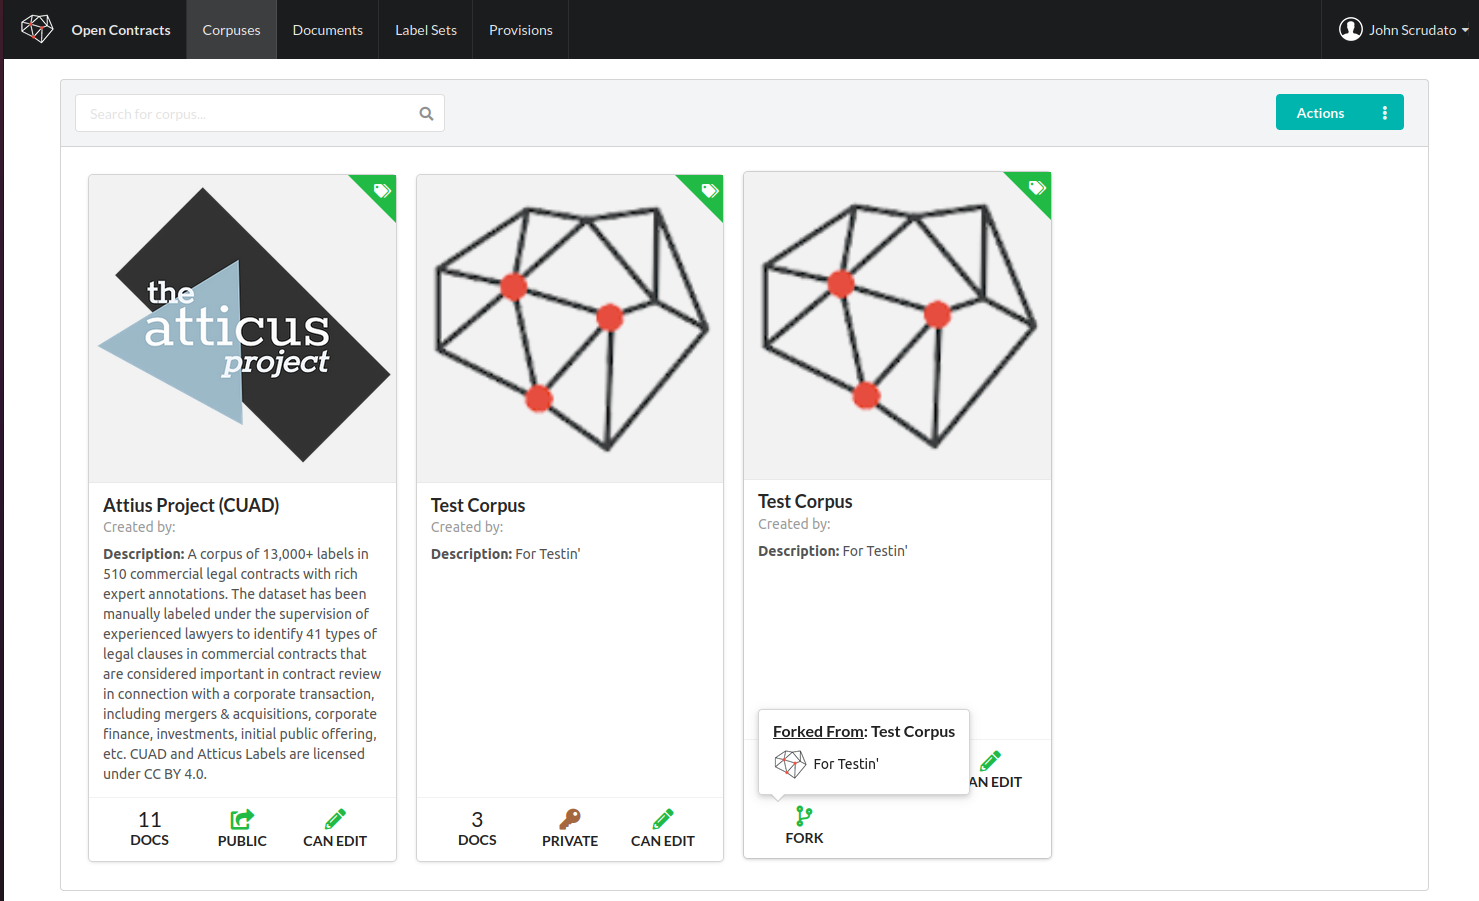 Open Contracts
Corpuses
Documents
Label Sets
Provisions
John Scrudato
Search for corpus...
Actions
the
atticus
project
Attius Project (CUAD)
Created by:
Description: A corpus of 13,000+ labels in
510 commercial legal contracts with rich
expert annotations. The dataset has been
manually labeled under the supervision of
experienced lawyers to identify 41 types of
legal clauses in commercial contracts that
are considered important in contract review
in connection with a corporate transaction,
including mergers & acquisitions, corporate
finance, investments, initial public offering,
etc. CUAD and Atticus Labels are licensed
under CC BY 4.0.
11
DOCS
PUBLIC
CAN EDIT
Test Corpus
Created by:
Description: For Testin'
3
DOCS
PRIVATE
CAN EDIT
Test Corpus
Created by:
Description: For Testin'
Forked From: Test Corpus
For Testin'
AN EDIT
FORK